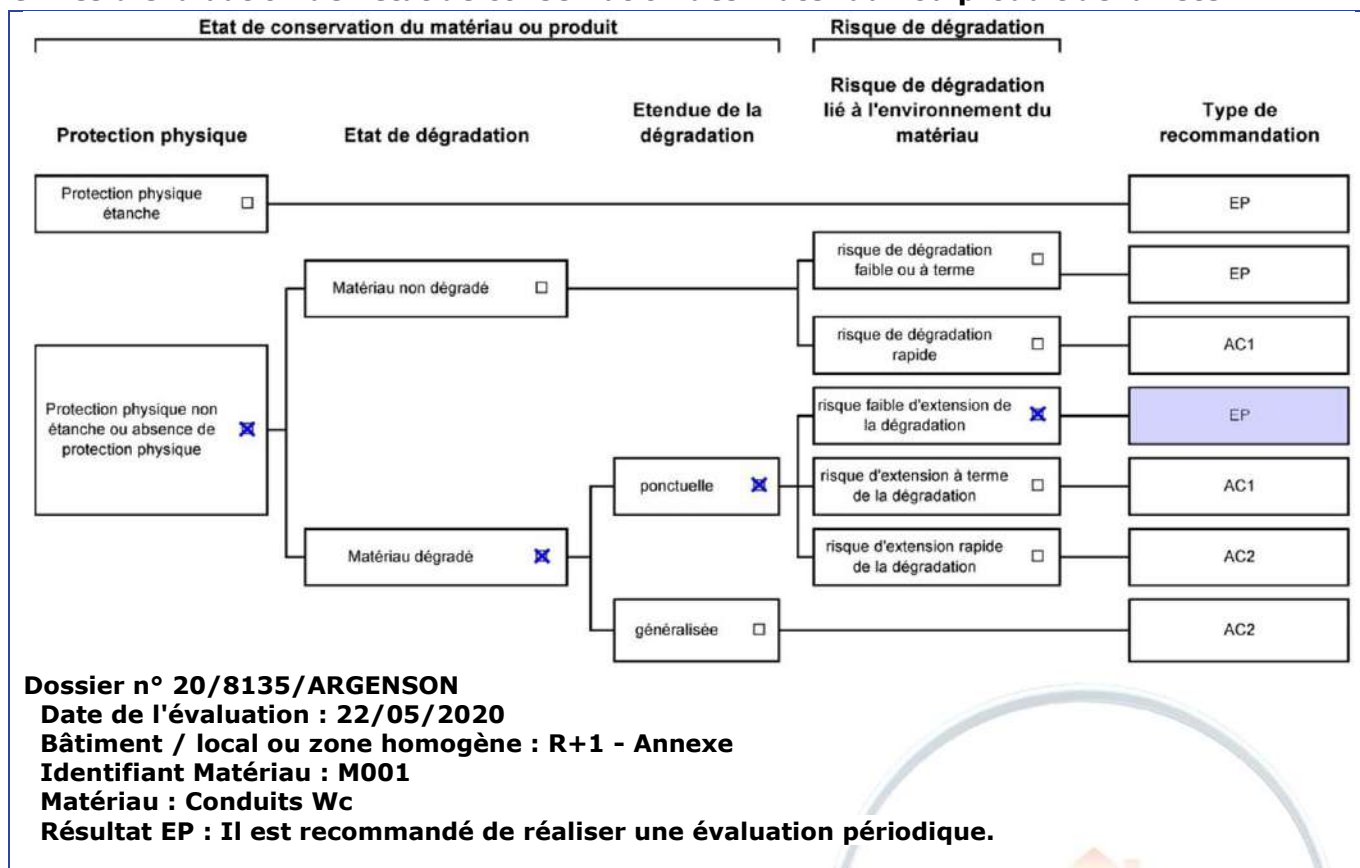 Etat de conservation du matériau ou produit
Risque de dégradation
Protection physique
Etat de dégradation
Etendue de la
dégradation
Risque de dégradation
lié à l'environnement du
matériau
Type de
recommandation
Protection physique
étanche
EP
risque de dégradation
faible ou à terme
EP
Matériau non dégradé
risque de dégradation
rapide
AC1
Protection physique non
étanche ou absence de
protection physique
risque faible d'extension de
la dégradation
EP
ponctuelle
risque d'extension à terme
de la dégradation
AC1
Matériau dégradé
risque d'extension rapide
de la dégradation
AC2
généralisée
AC2
Dossier n° 20/8135/ARGENSON
Date de l'évaluation : 22/05/2020
Bâtiment / local ou zone homogène : R+1 - Annexe
Identifiant Matériau : M001
Matériau : Conduits Wc
Résultat EP : Il est recommandé de réaliser une évaluation périodique.